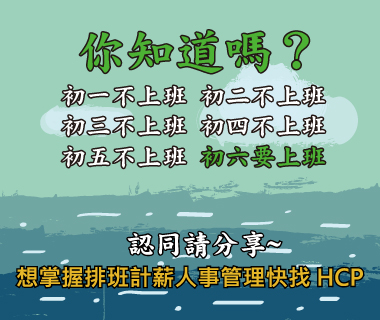 你知道嗎？
初一不上班 初二不上班
初三不上班 初四不上班
初五不上班 初六要上班
認同請分享~
想掌握排班計薪人事管理快找 HCP